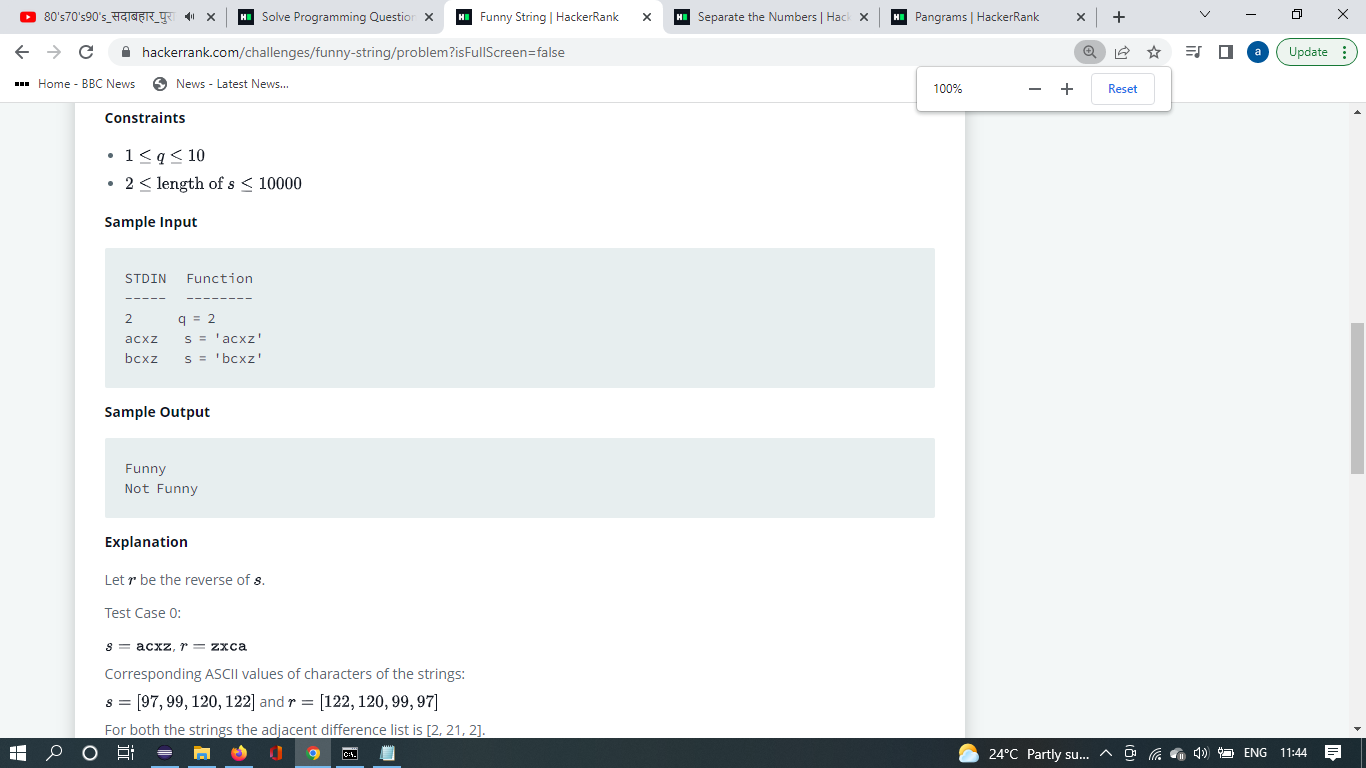 80's70's90's_सदाबहार_पुरा
Solve Programming Question
Funny String | HackerRank
Separate the Numbers | Hack
Pangrams | HackerRank
hackerrank.com/challenges/funny-string/problem?isFullScreen=false
a
Update
Home - BBC News
News - Latest News...
100%
Reset
Constraints
• 1 ≤ q ≤ 10
• 2 ≤ length of s ≤ 10000
Sample Input
STDIN Function
----- --------
2 q = 2
acxz s = 'acxz'
bcxz s = 'bcxz'
Sample Output
Funny
Not Funny
Explanation
Let r be the reverse of s.
Test Case 0:
s = acxz, r = zxca
Corresponding ASCII values of characters of the strings:
s = [97, 99, 120, 122] and r = [122, 120, 99, 97]
For both the strings the adjacent difference list is [2, 21, 2].
24°C Partly su...
ENG
11:44